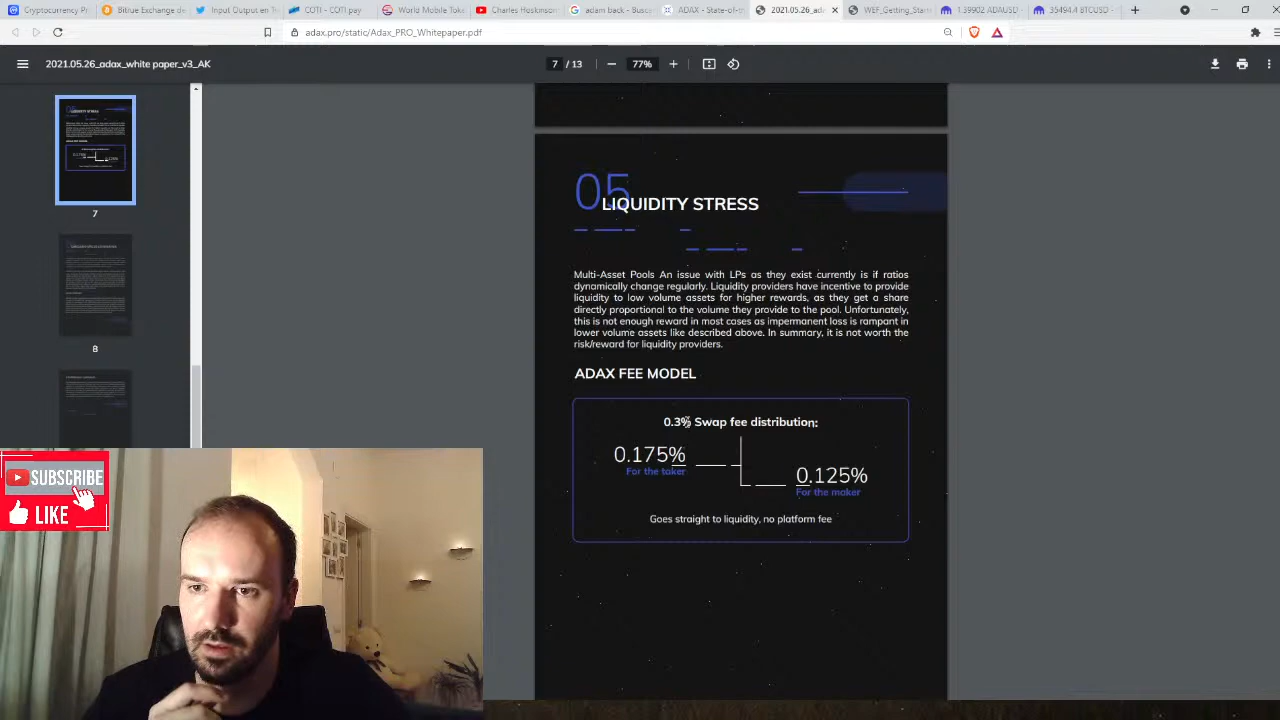 Cryptocurrency Pr
Bitrue Exchange de
Input Output en Tw
COTI - COTI pay
World Mobile Toke
Charles Hoskinson
adam back - Busca
ADAX - State-of-th
2021.05.26_ada
WEF_Getting_Start
1.39902 ADAUSD
35494.4 BTCUSD -
adax.pro/static/Adax_PRO_Whitepaper.pdf
2021.05.26_adax_white paper_v3_AK
7 / 13
77%
7
8
05
LIQUIDITY STRESS
Multi-Asset Pools An issue with LPs as they exist currently is if ratios
dynamically change regularly. Liquidity providers have incentive to provide
liquidity to low volume assets for higher rewards, as they get a share
directly proportional to the volume they provide to the pool. Unfortunately,
this is not enough reward in most cases as impermanent loss is rampant in
lower volume assets like described above. In summary, it is not worth the
risk/reward for liquidity providers.
ADAX FEE MODEL
0.3% Swap fee distribution:
0.175%
For the taker
0.125%
For the maker
Goes straight to liquidity, no platform fee
SUBSCRIBE
LIKE